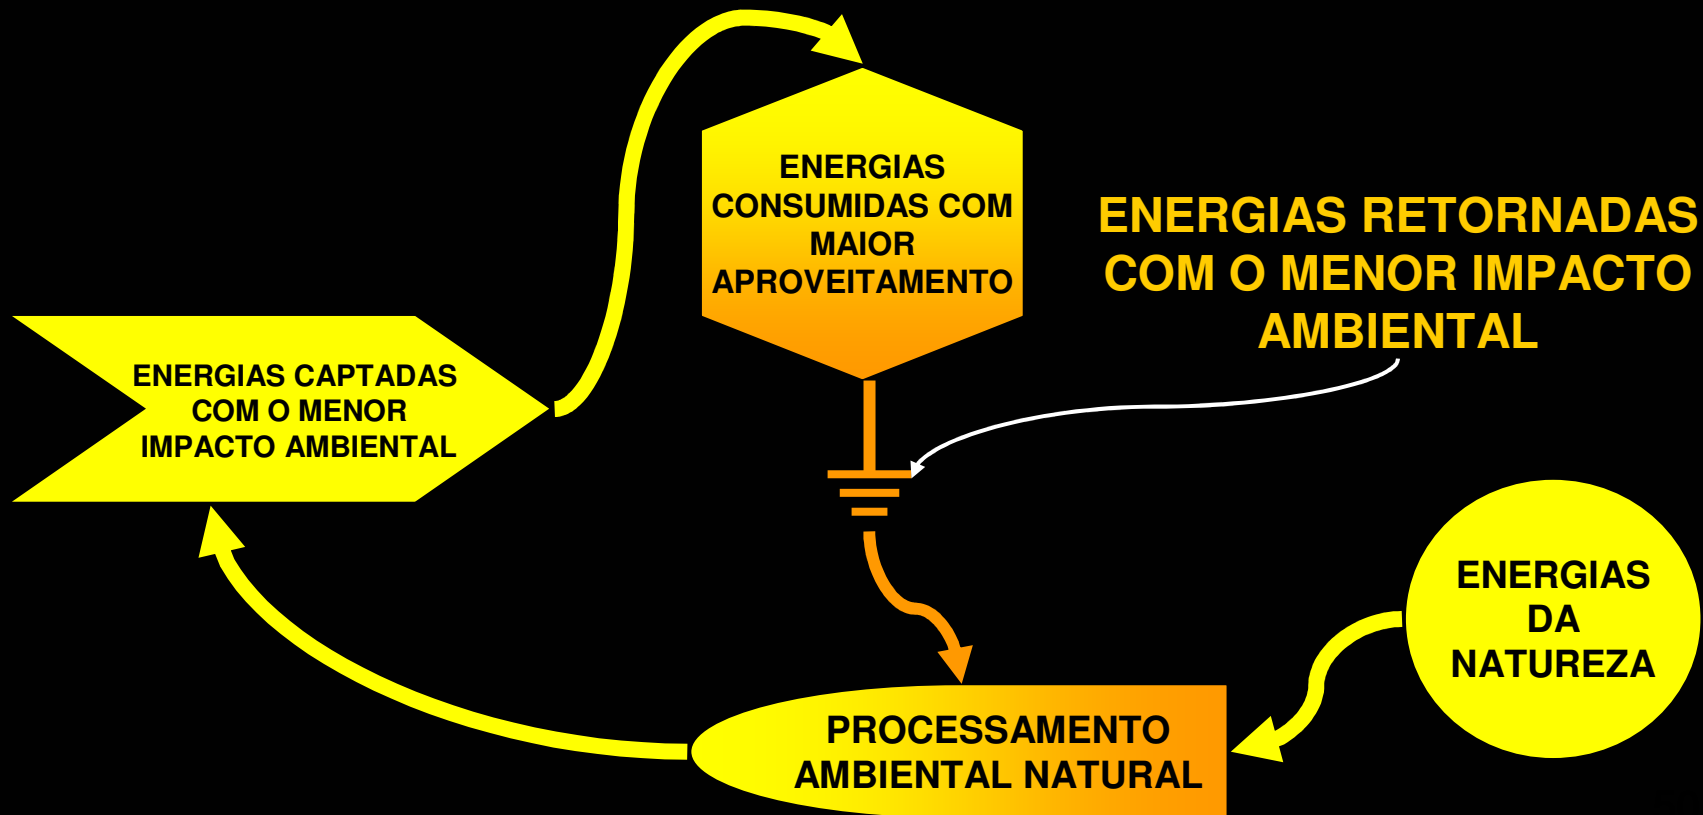 ENERGIAS
CONSUMIDAS COM
MAIOR
APROVEITAMENTO
ENERGIAS RETORNADAS
COM O MENOR IMPACTO
AMBIENTAL
ENERGIAS CAPTADAS
COM O MENOR
IMPACTO AMBIENTAL
ENERGIAS
DA
NATUREZA
PROCESSAMENTO
AMBIENTAL NATURAL